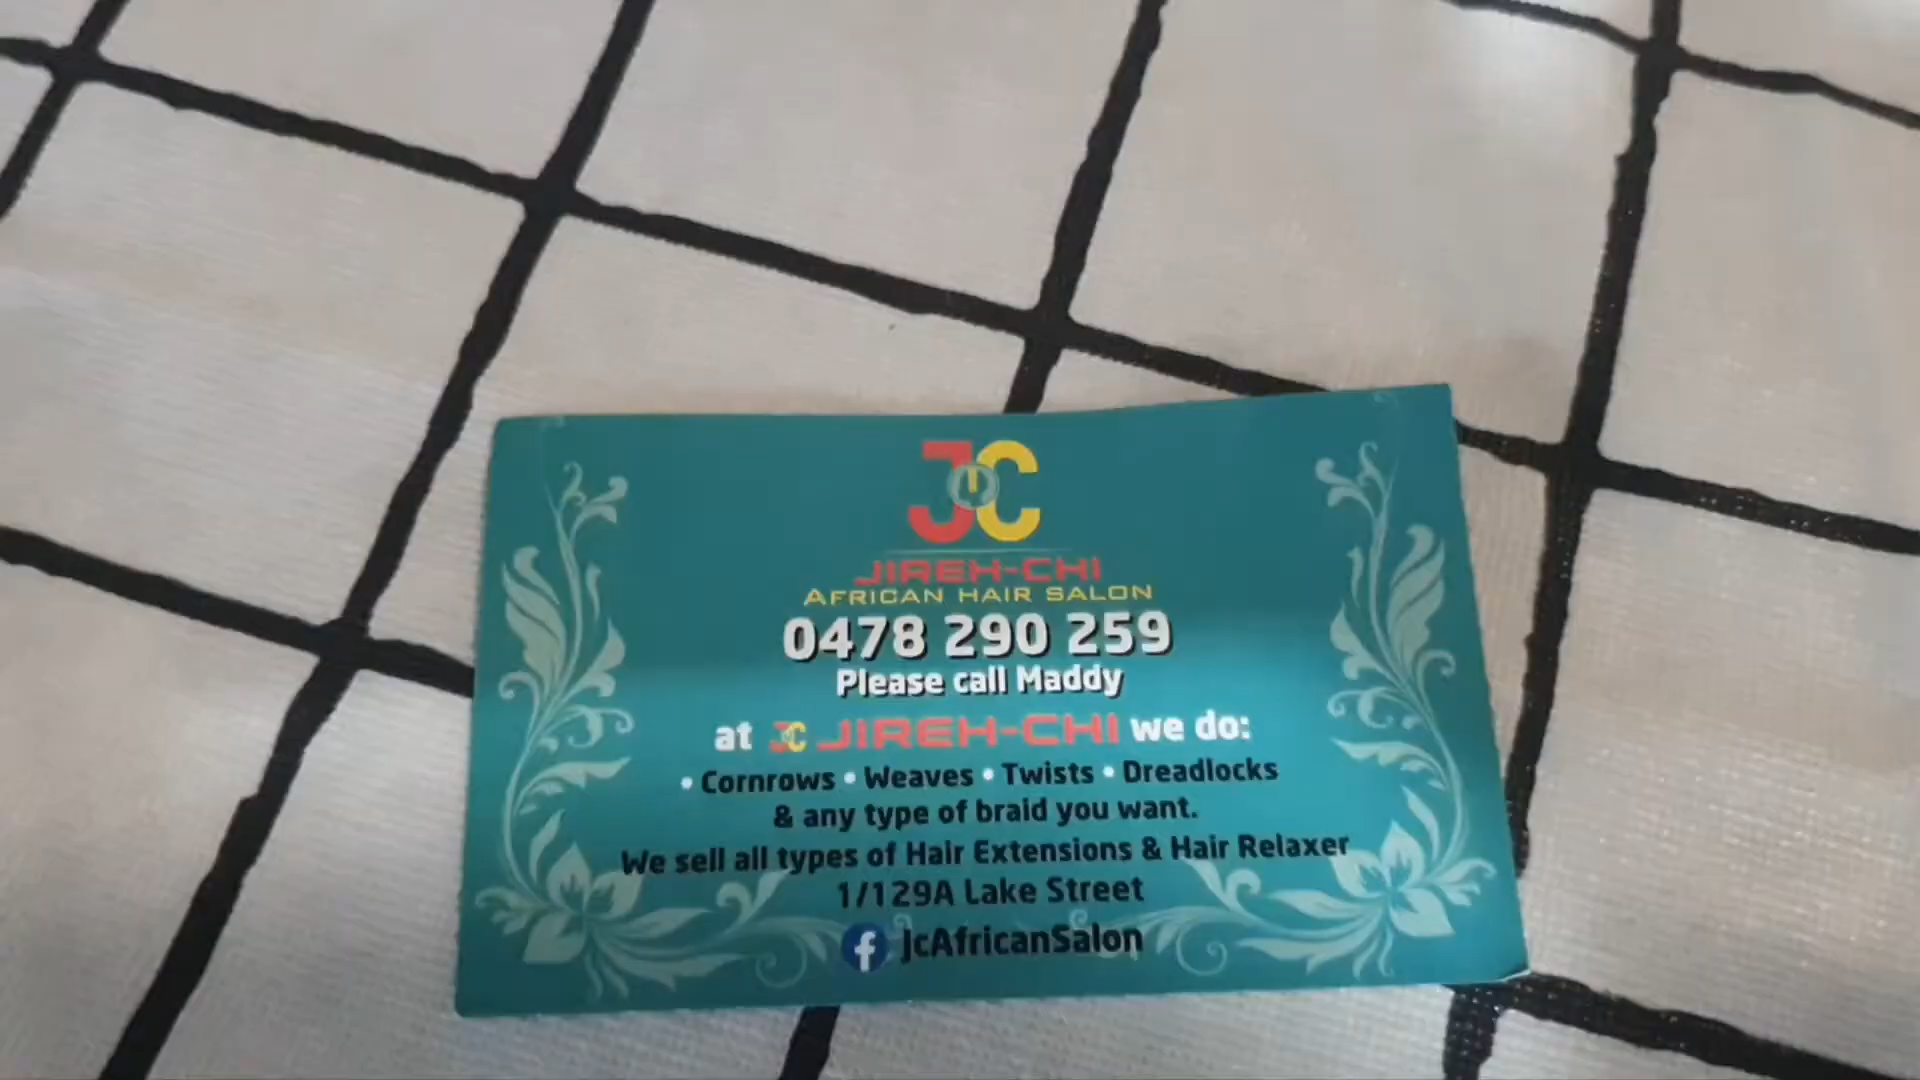 JC
JIREH-CHI
AFRICAN HAIR SALON
0478 290 259
Please call Maddy
at JC JIREH-CHI we do:
• Cornrows • Weaves • Twists • Dreadlocks
& any type of braid you want.
We sell all types of Hair Extensions & Hair Relaxer
1/129A Lake Street
f JcAfricanSalon